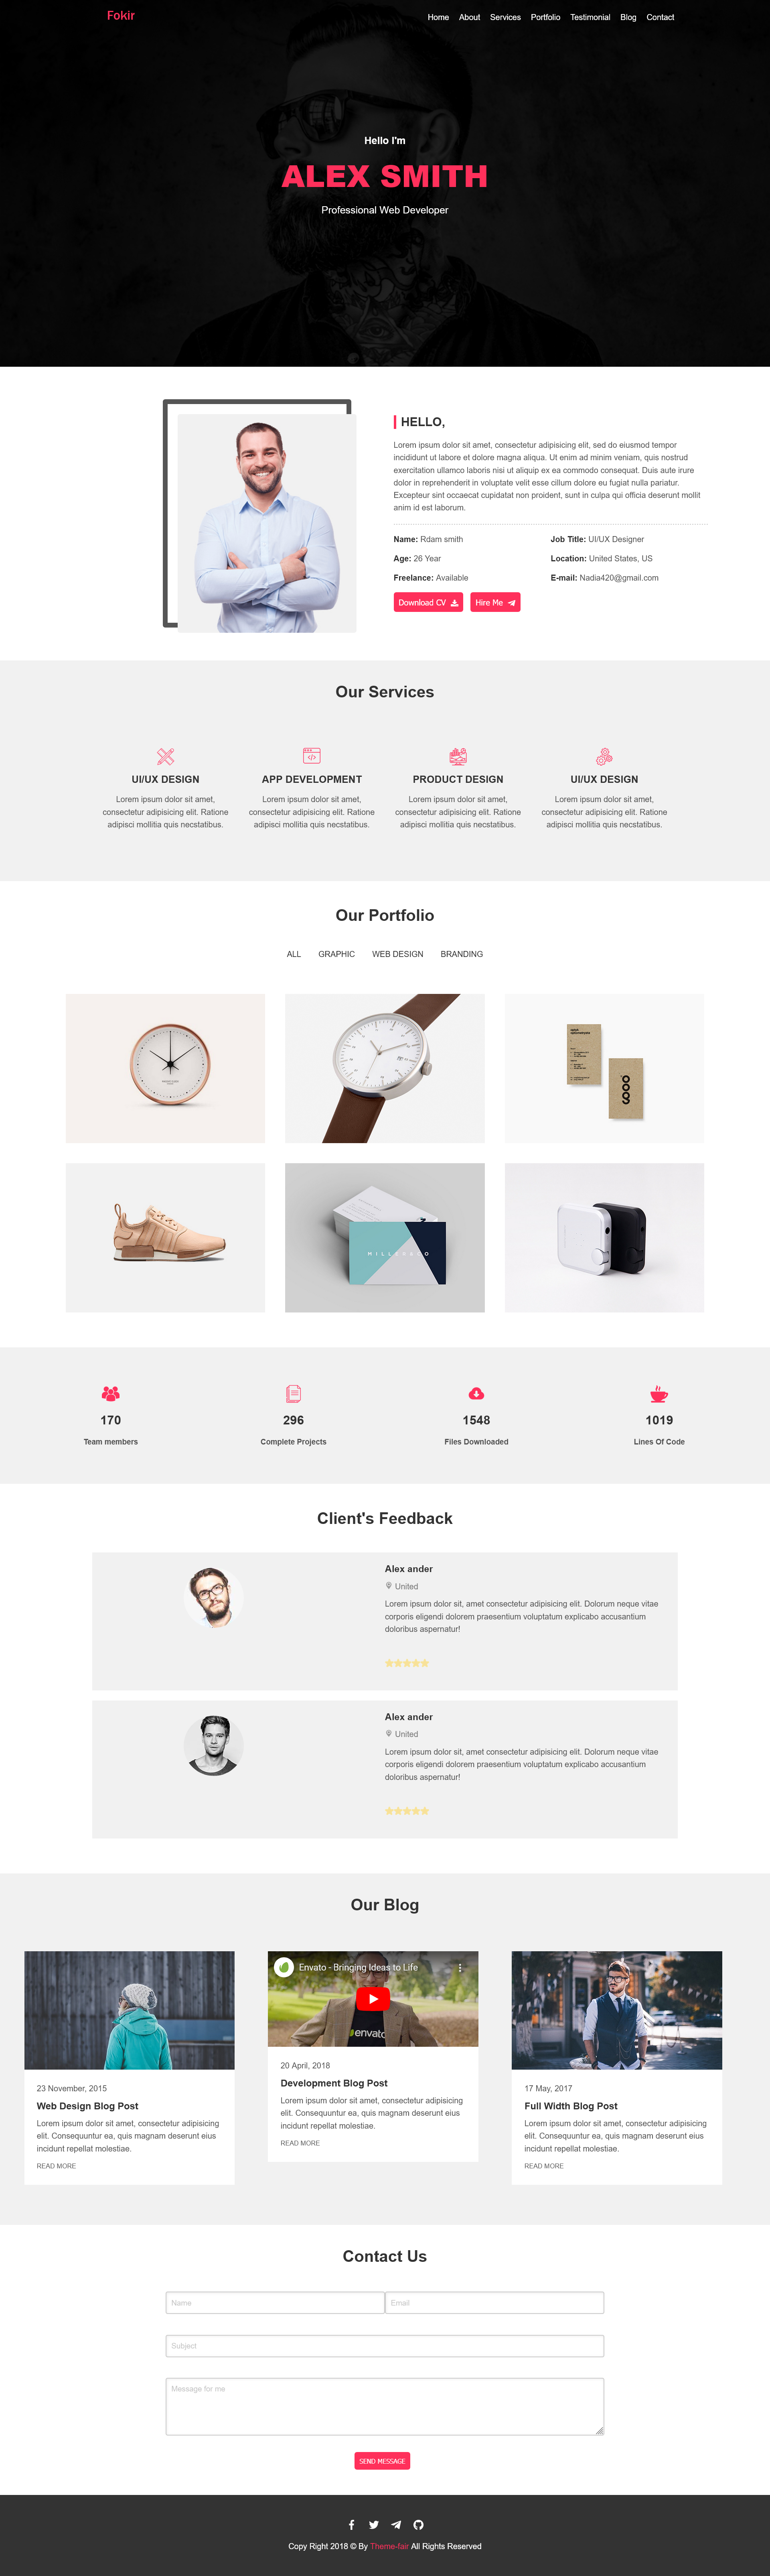 Fokir
Home About Services Portfolio Testimonial Blog Contact
Hello I'm
ALEX SMITH
Professional Web Developer
HELLO,
Lorem ipsum dolor sit amet, consectetur adipisicing elit, sed do eiusmod tempor
incididunt ut labore et dolore magna aliqua. Ut enim ad minim veniam, quis nostrud
exercitation ullamco laboris nisi ut aliquip ex ea commodo consequat. Duis aute irure
dolor in reprehenderit in voluptate velit esse cillum dolore eu fugiat nulla pariatur.
Excepteur sint occaecat cupidatat non proident, sunt in culpa qui officia deserunt mollit
anim id est laborum.
Name: Rdam smith
Job Title: UI/UX Designer
Age: 26 Year
Location: United States, US
Freelance: Available
E-mail: Nadia420@gmail.com
Download CV
Hire Me
Our Services
UI/UX DESIGN
Lorem ipsum dolor sit amet,
consectetur adipisicing elit. Ratione
adipisci mollitia quis necstatibus.
APP DEVELOPMENT
Lorem ipsum dolor sit amet,
consectetur adipisicing elit. Ratione
adipisci mollitia quis necstatibus.
PRODUCT DESIGN
Lorem ipsum dolor sit amet,
consectetur adipisicing elit. Ratione
adipisci mollitia quis necstatibus.
UI/UX DESIGN
Lorem ipsum dolor sit amet,
consectetur adipisicing elit. Ratione
adipisci mollitia quis necstatibus.
Our Portfolio
ALL GRAPHIC WEB DESIGN BRANDING
170
Team members
296
Complete Projects
1548
Files Downloaded
1019
Lines Of Code
Client's Feedback
Alex ander
United
Lorem ipsum dolor sit, amet consectetur adipisicing elit. Dolorum neque vitae
corporis eligendi dolorem praesentium voluptatum explicabo accusantium
doloribus aspernatur!
Alex ander
United
Lorem ipsum dolor sit, amet consectetur adipisicing elit. Dolorum neque vitae
corporis eligendi dolorem praesentium voluptatum explicabo accusantium
doloribus aspernatur!
Our Blog
23 November, 2015
Web Design Blog Post
Lorem ipsum dolor sit amet, consectetur adipisicing
elit. Consequuntur ea, quis magnam deserunt eius
incidunt repellat molestiae.
READ MORE
Envato - Bringing Ideas to Life
envato
20 April, 2018
Development Blog Post
Lorem ipsum dolor sit amet, consectetur adipisicing
elit. Consequuntur ea, quis magnam deserunt eius
incidunt repellat molestiae.
READ MORE
17 May, 2017
Full Width Blog Post
Lorem ipsum dolor sit amet, consectetur adipisicing
elit. Consequuntur ea, quis magnam deserunt eius
incidunt repellat molestiae.
READ MORE
Contact Us
Name
Email
Subject
Message for me
SEND MESSAGE
Copy Right 2018 © By Theme-fair All Rights Reserved